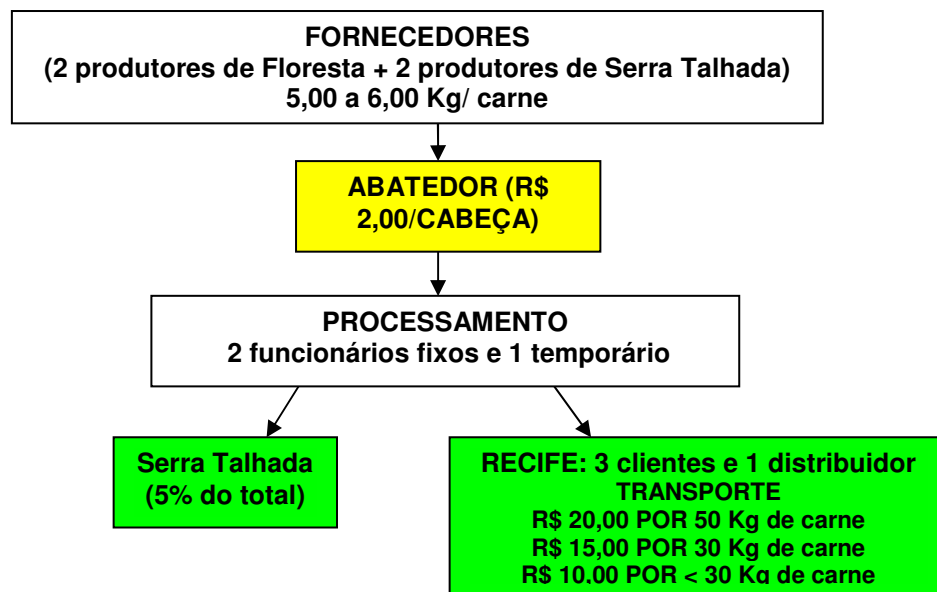 FORNECEDORES
(2 produtores de Floresta + 2 produtores de Serra Talhada)
5,00 a 6,00 Kg/ carne
ABATEDOR (R$
2,00/CABEÇA)
PROCESSAMENTO
2 funcionários fixos e 1 temporário
Serra Talhada
(5% do total)
RECIFE: 3 clientes e 1 distribuidor
TRANSPORTE
R$ 20,00 POR 50 Kg de carne
R$ 15,00 POR 30 Kg de carne
R$ 10,00 POR < 30 Kg de carne